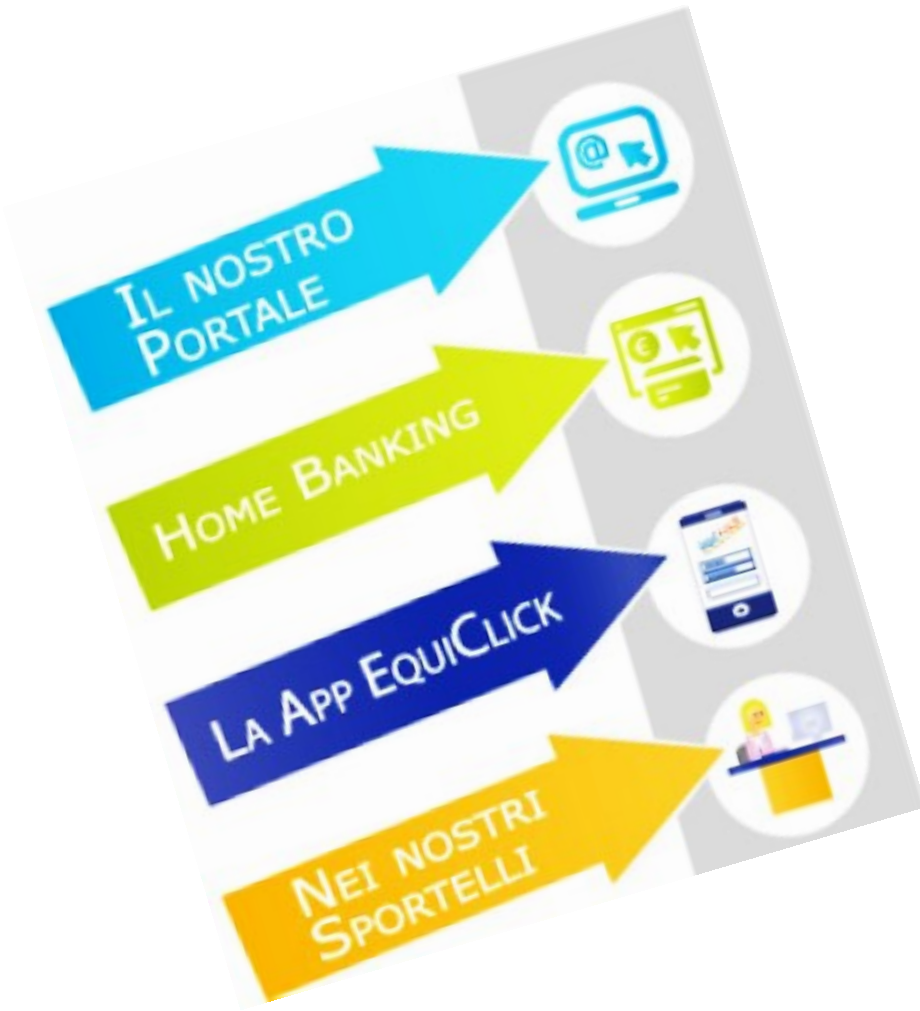 Il nostro
Portale
@
Home Banking
€
La App EquiClick
Nei nostri
Sportelli